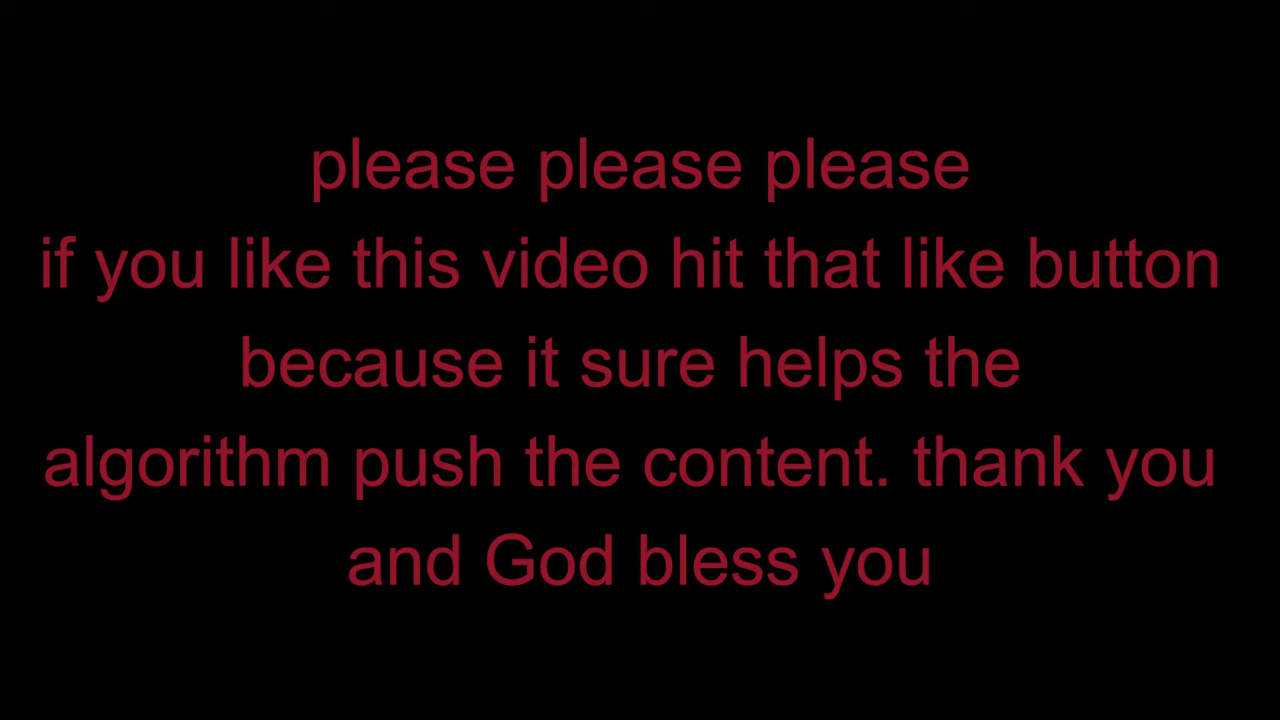 please please please
if you like this video hit that like button
because it sure helps the
algorithm push the content. thank you
and God bless you